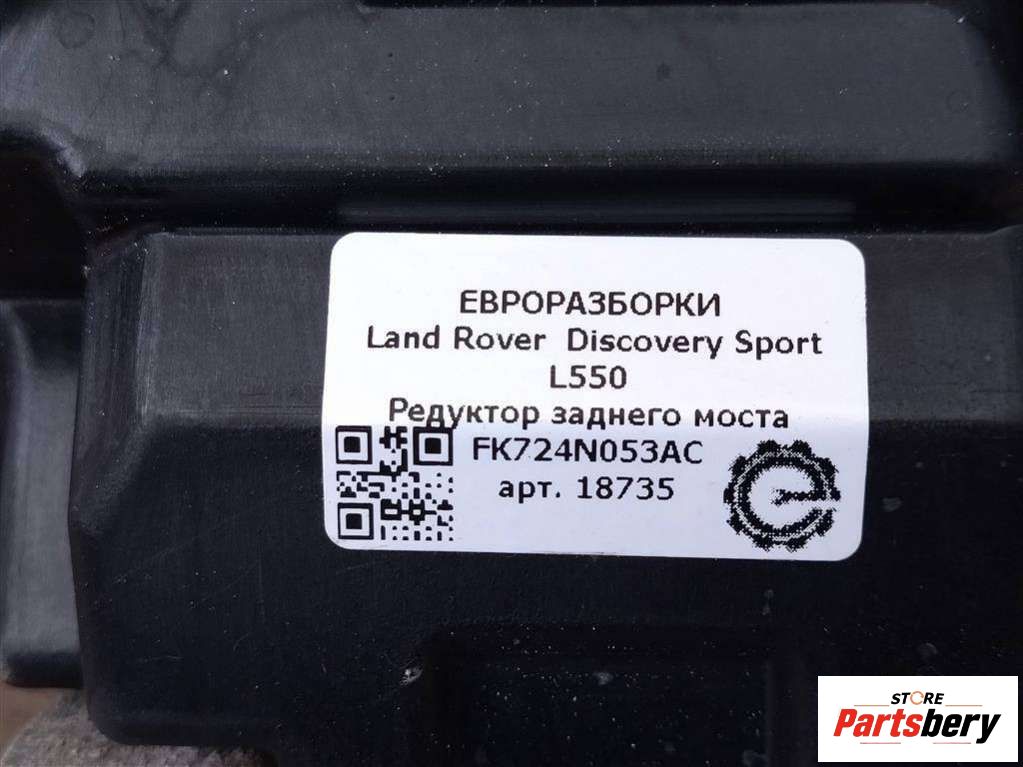 ЕВРОРАЗБОРКИ
Land Rover Discovery Sport
L550
Редуктор заднего моста
FK724N053AC
арт. 18735
STORE
Partsbery